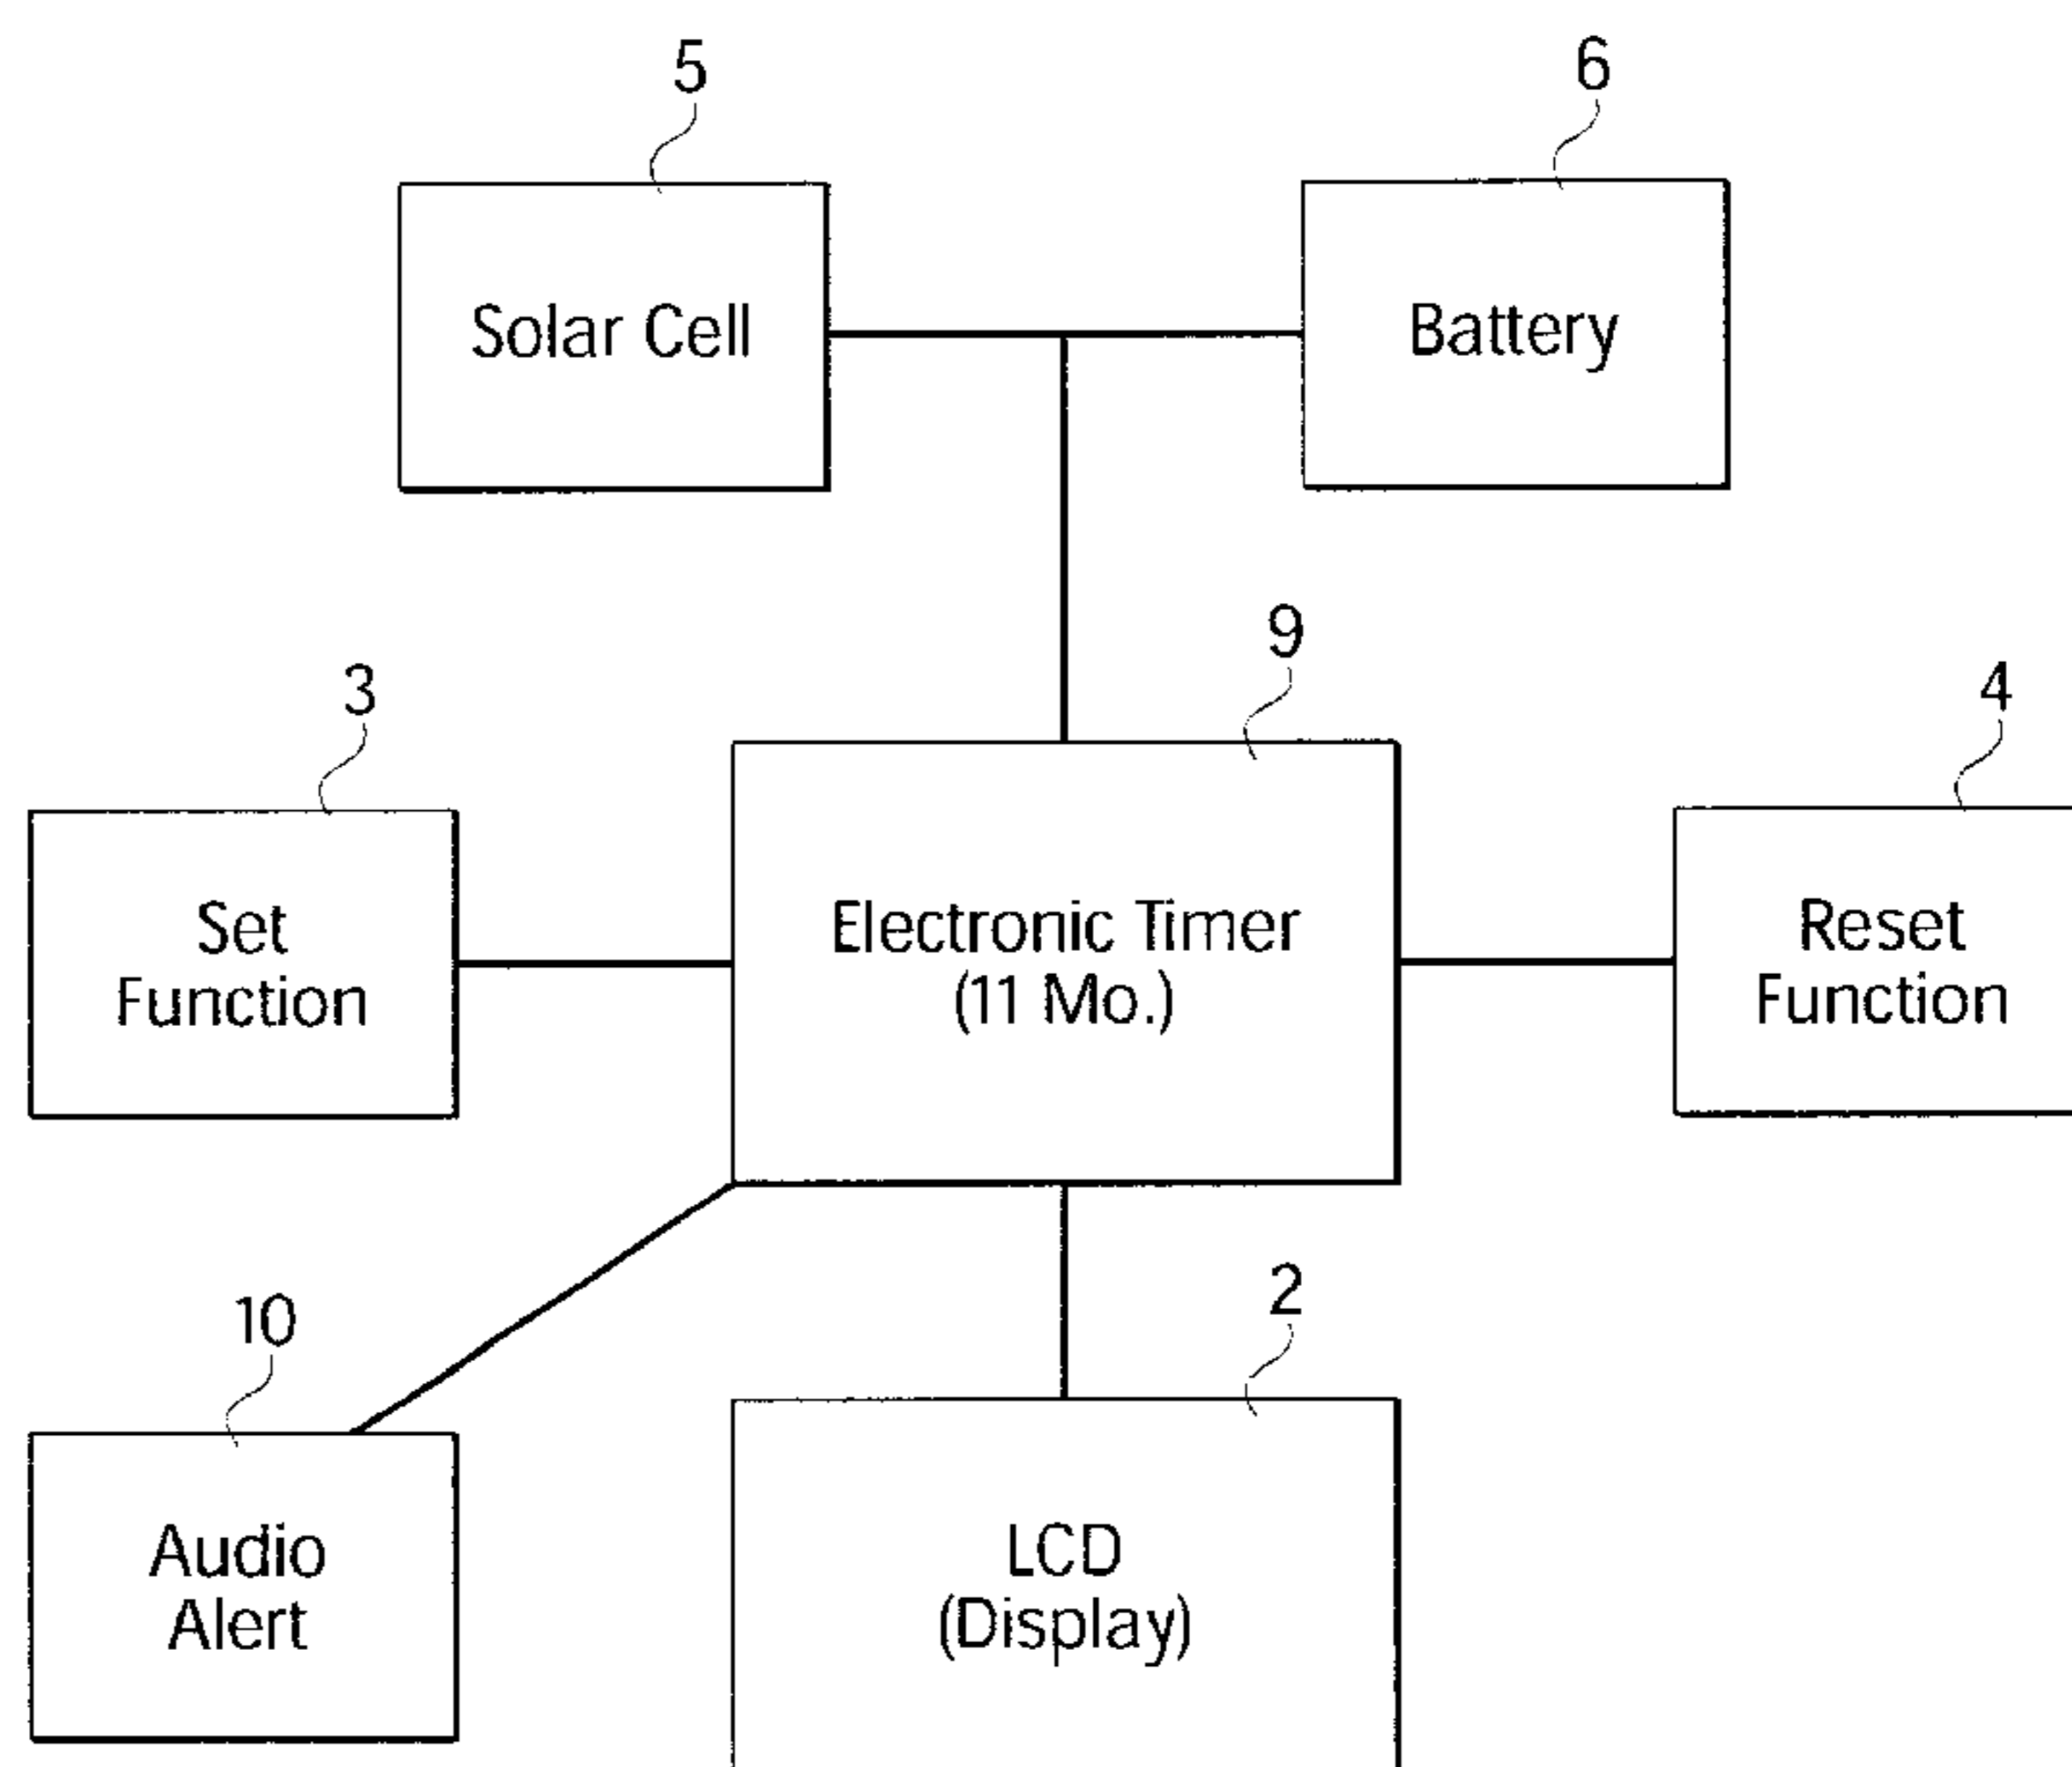 5
6
Solar Cell
Battery
9
3
4
Set
Function
Electronic Timer
(11 Mo.)
Reset
Function
10
2
Audio
Alert
LCD
(Display)